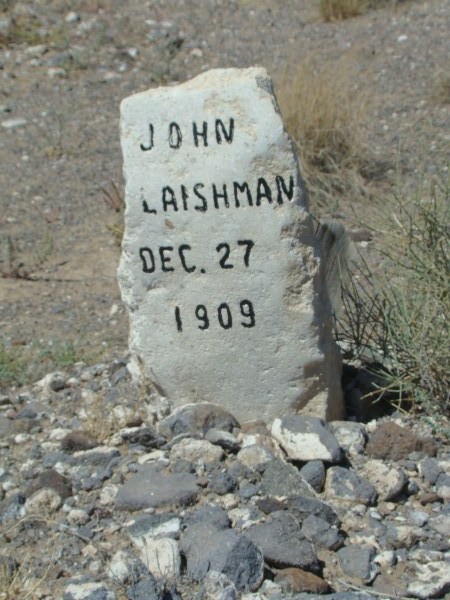 JOHN
LAISHMAN
DEC. 27
1909